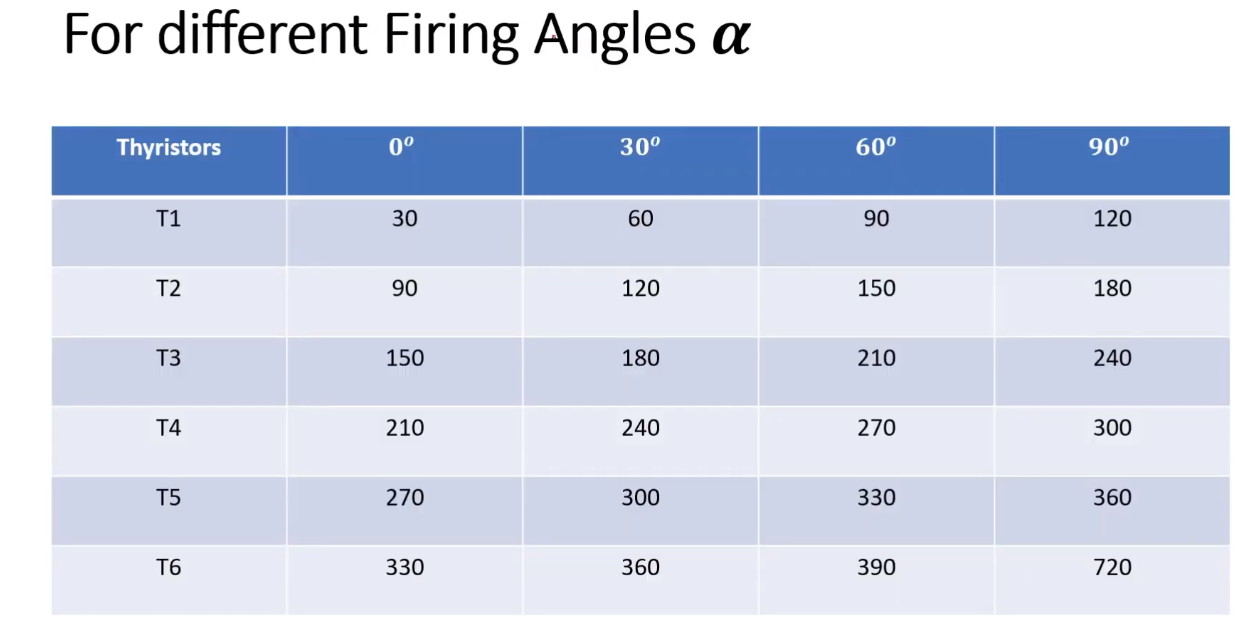 For different Firing Angles α
Thyristors 0° 30° 60° 90°
T1 30 60 90 120
T2 90 120 150 180
T3 150 180 210 240
T4 210 240 270 300
T5 270 300 330 360
T6 330 360 390 720